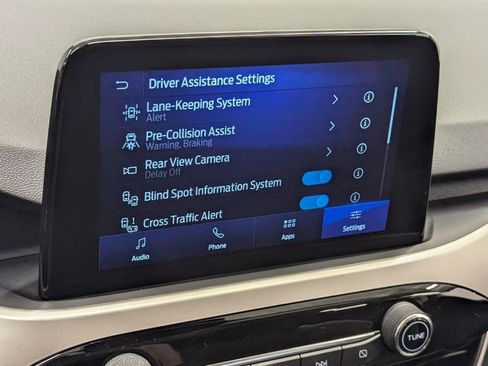 Driver Assistance Settings
Lane-Keeping System
Alert
Pre-Collision Assist
Warning, Braking
Rear View Camera
Delay Off
Blind Spot Information System
Cross Traffic Alert
Audio
Phone
Apps
Settings
TUNE